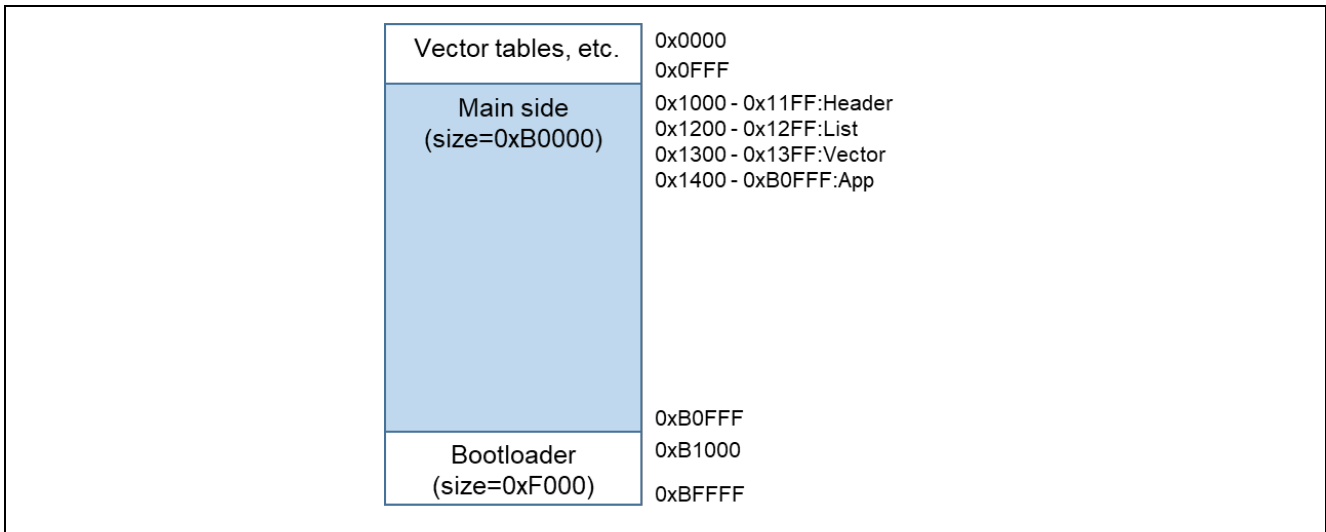 Vector tables, etc.
0x0000
0x0FFF
Main side
(size=0xB0000)
0x1000 - 0x11FF:Header
0x1200 - 0x12FF:List
0x1300 - 0x13FF:Vector
0x1400 - 0xB0FFF:App
0xB0FFF
Bootloader
(size=0xF000)
0xB1000
0xBFFFF